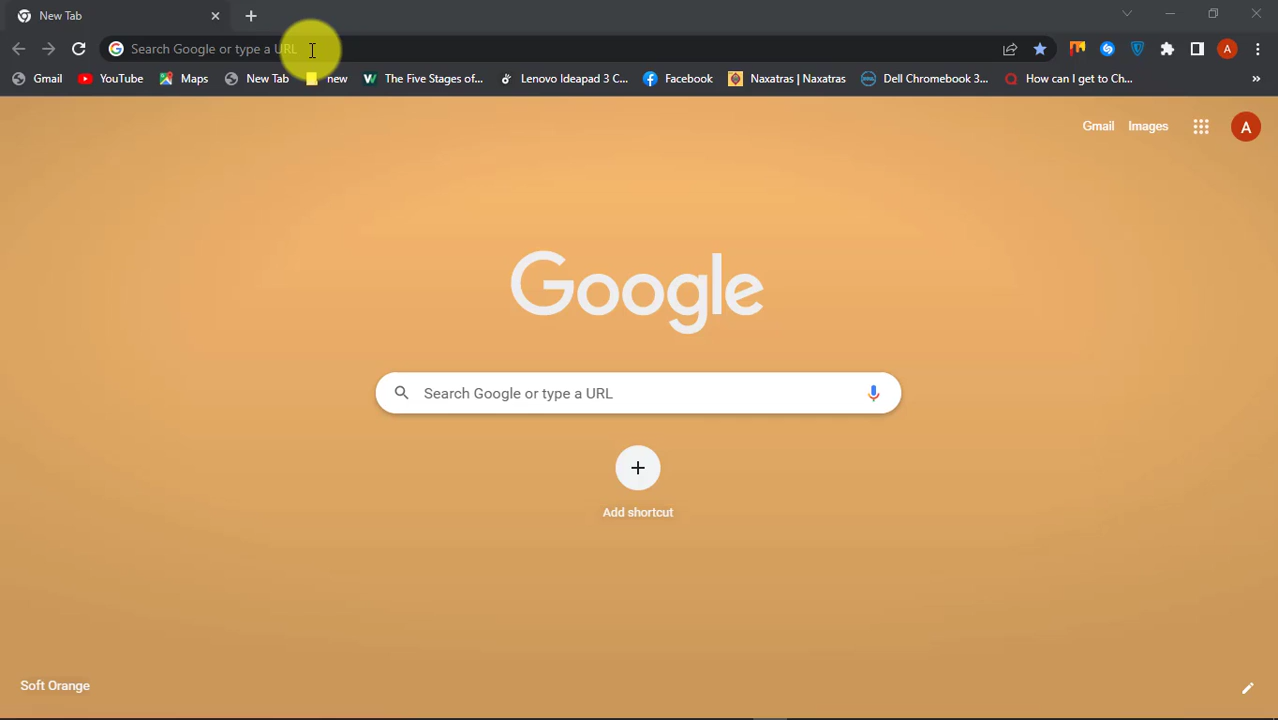 New Tab
Search Google or type a URL
A
Gmail YouTube Maps New Tab new The Five Stages of... Lenovo Ideapad 3 C... Facebook Naxatras | Naxatras Dell Chromebook 3... How can I get to Ch... »
Gmail Images A
Google
Search Google or type a URL
Add shortcut
Soft Orange